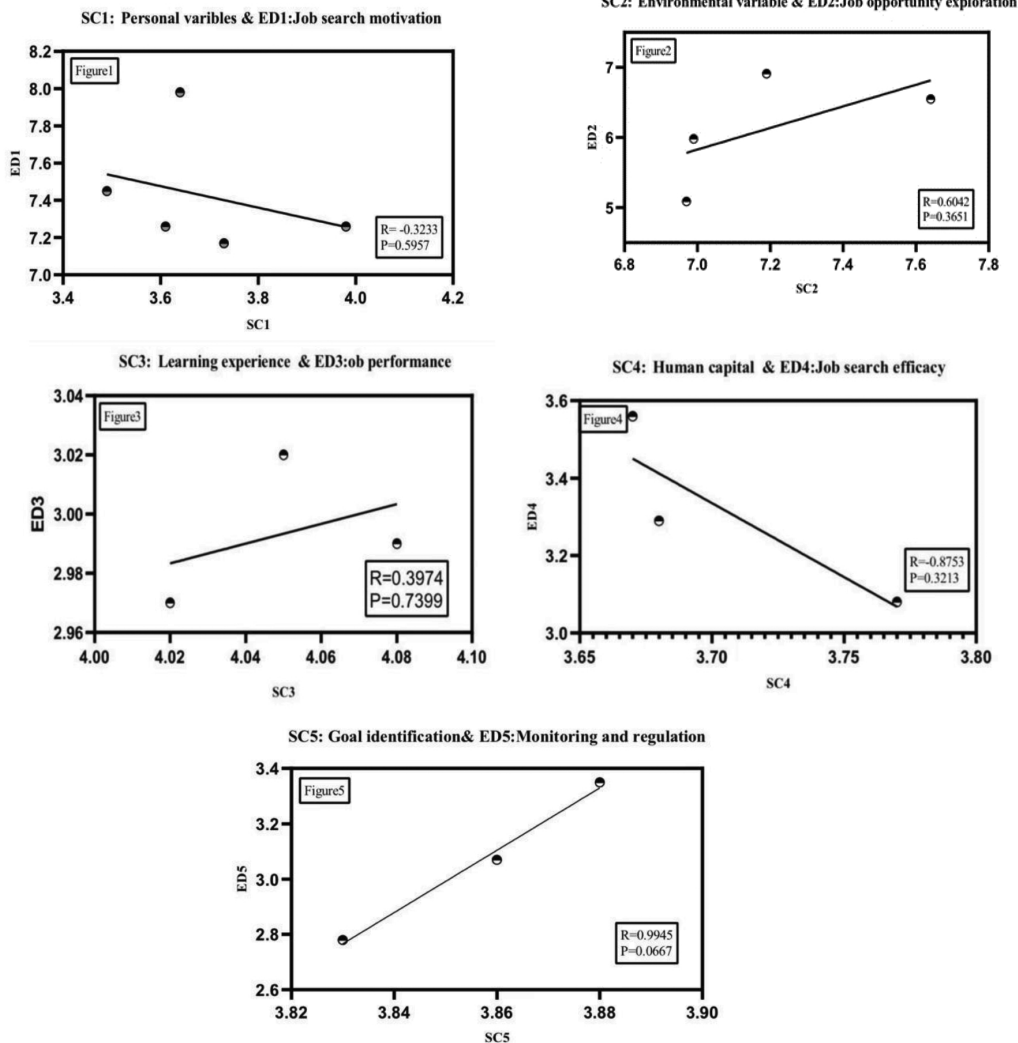 SC1: Personal varibles & ED1:Job search motivation
Figure1
8.2
8.0
7.8
7.6
7.4
7.2
7.0
ED1
R= -0.3233
P=0.5957
3.4 3.6 3.8 4.0 4.2
SC1
SC2: Environmental variable & ED2:Job opportunity exploration
Figure2
7
6
5
ED2
R=0.6042
P=0.3651
6.8 7.0 7.2 7.4 7.6 7.8
SC2
SC3: Learning experience & ED3:ob performance
Figure3
3.04
3.02
3.00
2.98
2.96
ED3
R=0.3974
P=0.7399
4.00 4.02 4.04 4.06 4.08 4.10
SC3
SC4: Human capital & ED4:Job search efficacy
Figure4
3.6
3.4
3.2
3.0
ED4
R=-0.8753
P=0.3213
3.65 3.70 3.75 3.80
SC4
SC5: Goal identification& ED5:Monitoring and regulation
Figure5
3.4
3.2
3.0
2.8
2.6
ED5
R=0.9945
P=0.0667
3.82 3.84 3.86 3.88 3.90
SC5